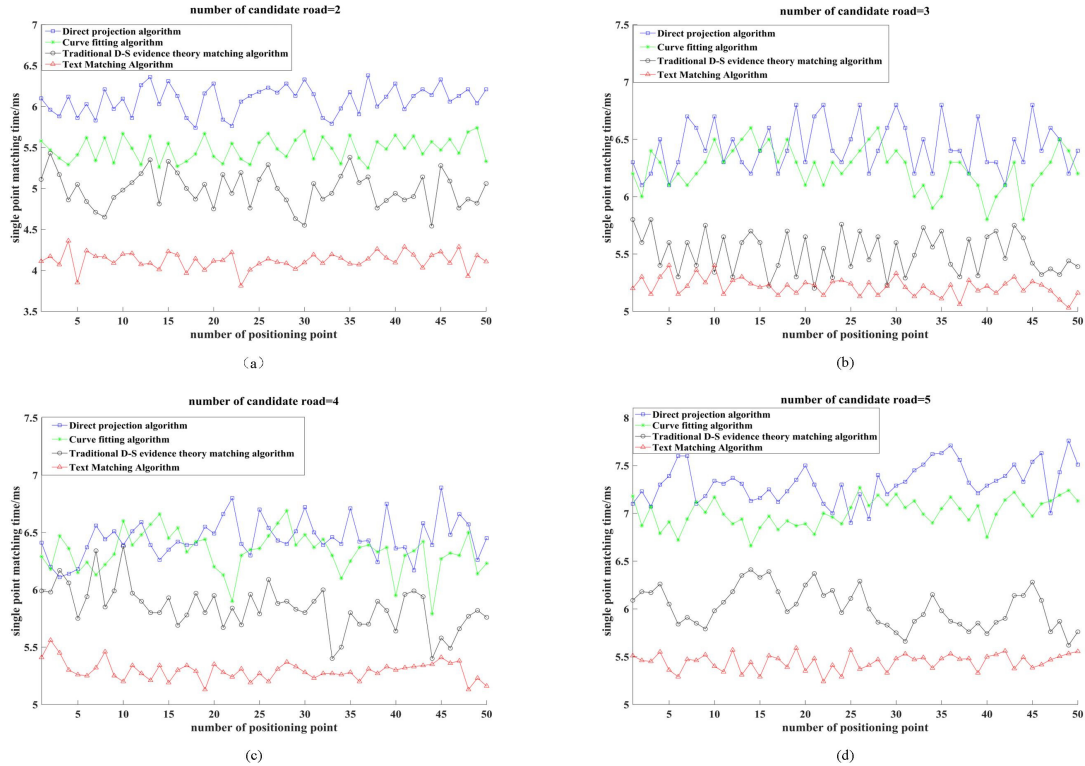 (a)
number of candidate road=2
7
6.5
6
5.5
5
4.5
4
3.5
single point matching time/ms
Direct projection algorithm
Curve fitting algorithm
Traditional D-S evidence theory matching algorithm
Text Matching Algorithm
5 10 15 20 25 30 35 40 45 50
number of positioning point
(a)
number of candidate road=3
7.5
7
6.5
6
5.5
5
single point matching time/ms
Direct projection algorithm
Curve fitting algorithm
Traditional D-S evidence theory matching algorithm
Text Matching Algorithm
5 10 15 20 25 30 35 40 45 50
number of positioning point
(b)
number of candidate road=4
7.5
7
6.5
6
5.5
5
single point matching time/ms
Direct projection algorithm
Curve fitting algorithm
Traditional D-S evidence theory matching algorithm
Text Matching Algorithm
5 10 15 20 25 30 35 40 45 50
number of positioning point
(c)
number of candidate road=5
8
7.5
7
6.5
6
5.5
5
single point matching time/ms
Direct projection algorithm
Curve fitting algorithm
Traditional D-S evidence theory matching algorithm
Text Matching Algorithm
5 10 15 20 25 30 35 40 45 50
number of positioning point
(d)